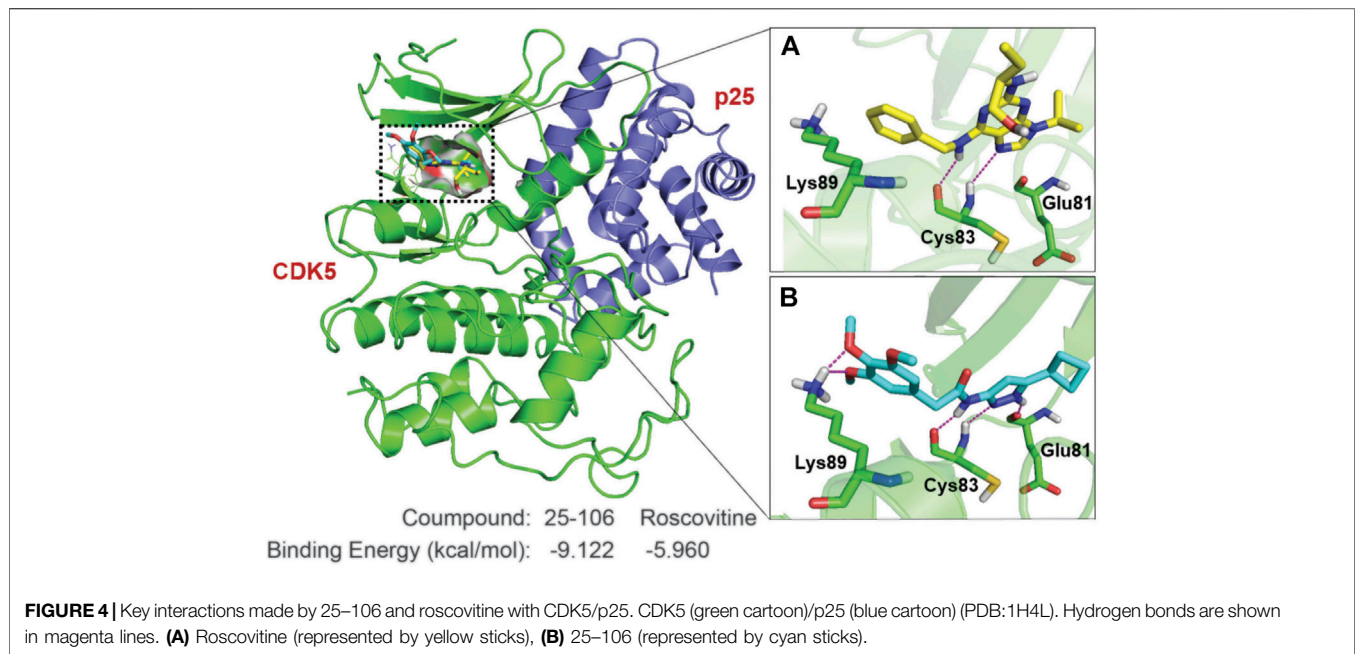 p25
CDK5
A
Lys89
Cys83
Glu81
B
Lys89
Cys83
Glu81
Coumpound: 25-106 Roscovitine
Binding Energy (kcal/mol): -9.122 -5.960
FIGURE 4 | Key interactions made by 25–106 and roscovitine with CDK5/p25. CDK5 (green cartoon)/p25 (blue cartoon) (PDB:1H4L). Hydrogen bonds are shown
in magenta lines. (A) Roscovitine (represented by yellow sticks), (B) 25–106 (represented by cyan sticks).